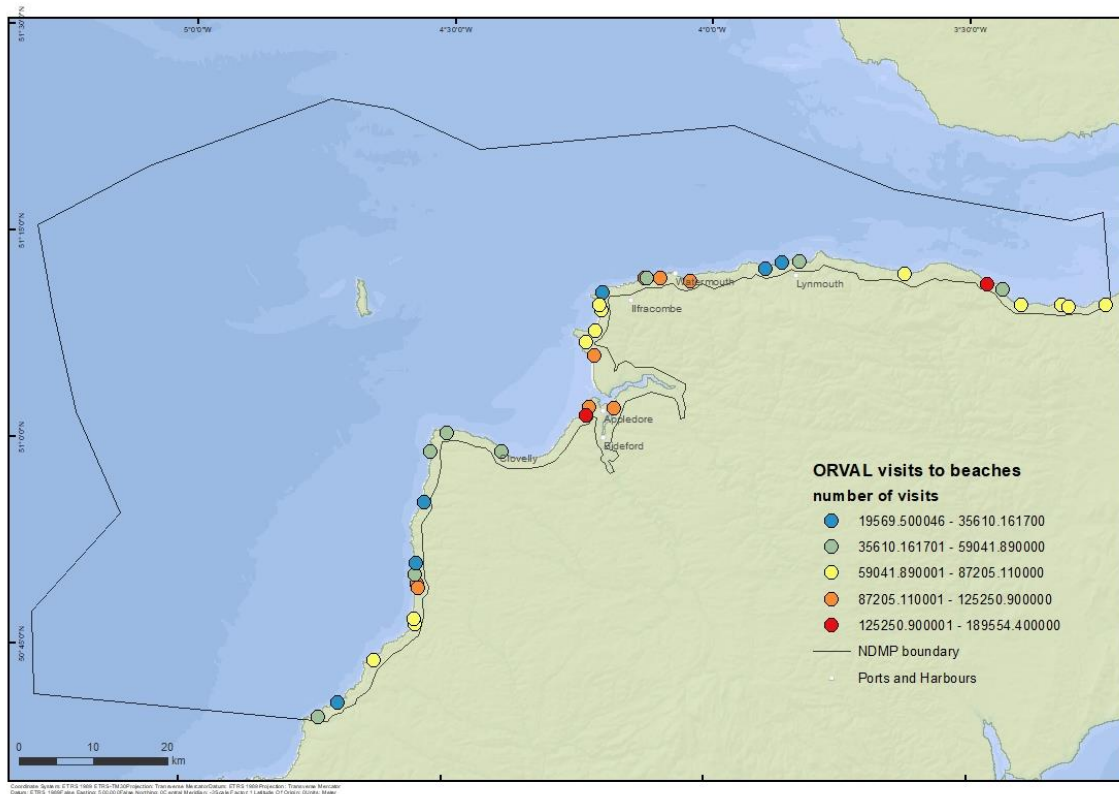 5°0'0"W
4°30'0"W
4°0'0"W
3°30'0"W
51°30'0"N
51°15'0"N
51°0'0"N
50°45'0"N
Watermouth
Lynmouth
Ilfracombe
Appledore
Bideford
Clovelly
ORVAL visits to beaches
number of visits
19569.500046 - 35610.161700
35610.161701 - 59041.890000
59041.890001 - 87205.110000
87205.110001 - 125250.900000
125250.900001 - 189554.400000
NDMP boundary
Ports and Harbours
0 10 20
km